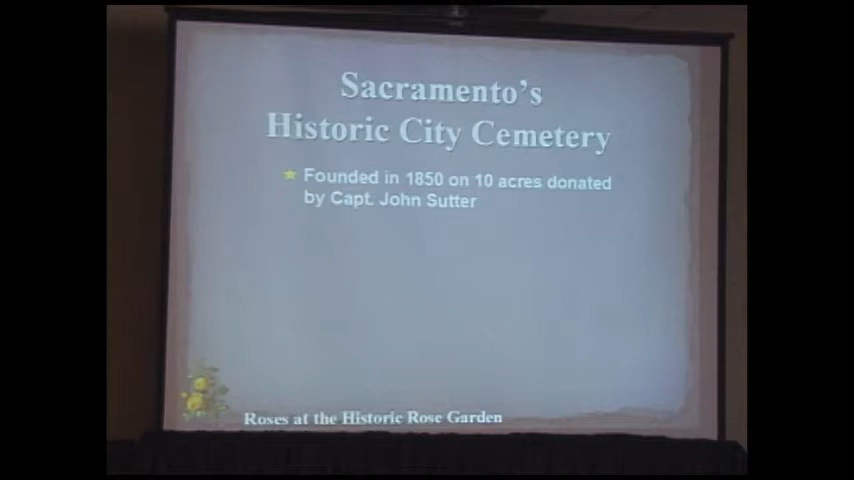 Sacramento's
Historic City Cemetery
Founded in 1850 on 10 acres donated
by Capt. John Sutter
Roses at the Historic Rose Garden